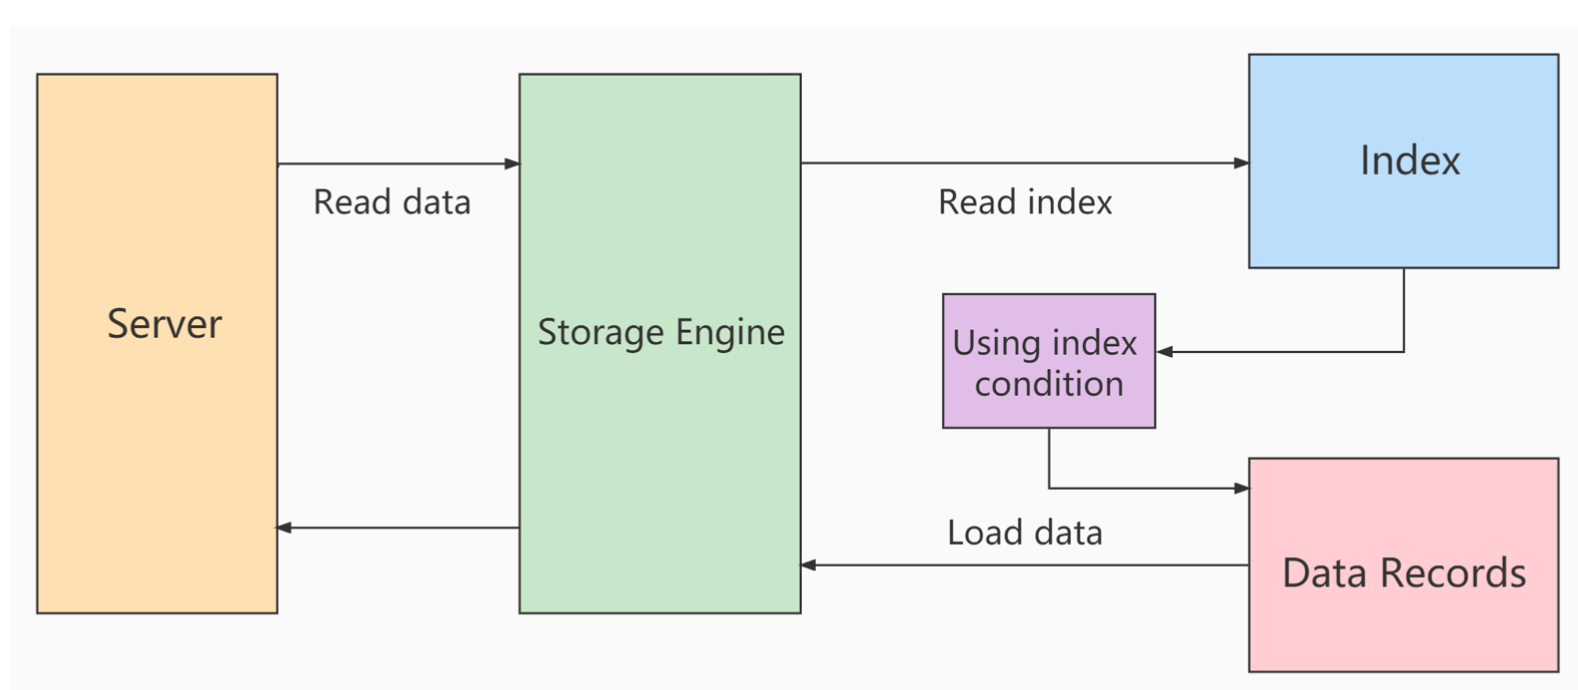 Server
Read data
Storage Engine
Read index
Index
Using index
condition
Load data
Data Records